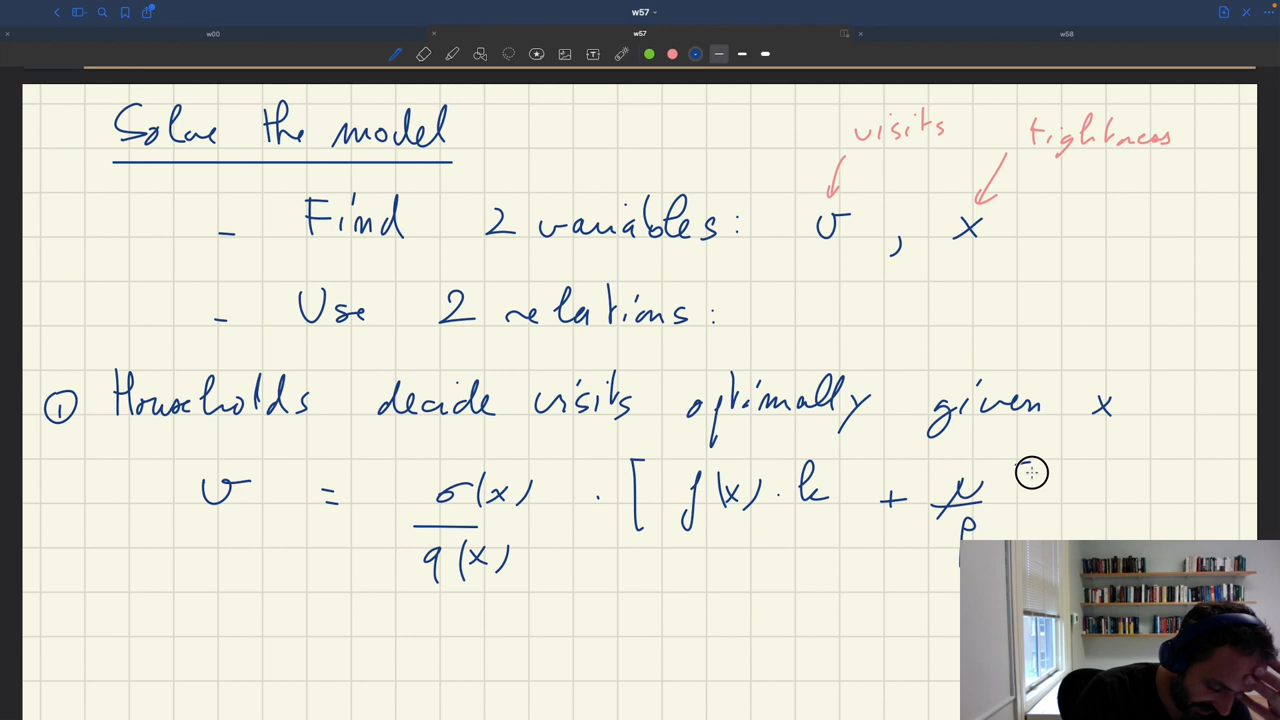 w57
w00
w57
w58
Solve the model
visits
tightness
- Find 2 variables: v, x
- Use 2 relations:
① Households decide visits optimally given x
v = σ(x)/q(x) · [ f(x) · k + μ/p